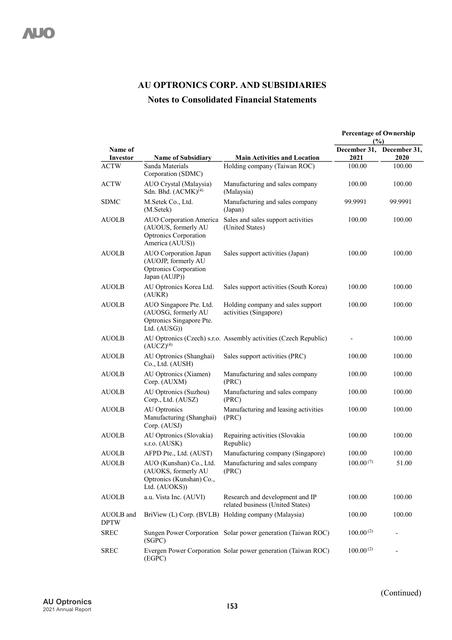 AUO
AU OPTRONICS CORP. AND SUBSIDIARIES
Notes to Consolidated Financial Statements
Percentage of Ownership
(%)
Name of
Investor Name of Subsidiary Main Activities and Location December 31, 2021 December 31, 2020
ACTW Sanda Materials Holding company (Taiwan ROC) 100.00 100.00
Corporation (SDMC)
ACTW AUO Crystal (Malaysia) Manufacturing and sales company 100.00 100.00
Sdn. Bhd. (ACMK)(4) (Malaysia)
SDMC M.Setek Co., Ltd. Manufacturing and sales company 99.9991 99.9991
(M.Setek) (Japan)
AUOLB AUO Corporation America Sales and sales support activities 100.00 100.00
(AUOUS, formerly AU (United States)
Optronics Corporation
America (AUUS))
AUOLB AUO Corporation Japan Sales support activities (Japan) 100.00 100.00
(AUOJP, formerly AU
Optronics Corporation
Japan (AUJP))
AUOLB AU Optronics Korea Ltd. Sales support activities (South Korea) 100.00 100.00
(AUKR)
AUOLB AUO Singapore Pte. Ltd. Holding company and sales support 100.00 100.00
(AUOSG, formerly AU activities (Singapore)
Optronics Singapore Pte.
Ltd. (AUSG))
AUOLB AU Optronics (Czech) s.r.o. Assembly activities (Czech Republic) - 100.00
AUOLB AU Optronics (Shanghai) Sales support activities (PRC) 100.00 100.00
Co., Ltd. (AUSH)
AUOLB AU Optronics (Xiamen) Manufacturing and sales company 100.00 100.00
Corp. (AUXM) (PRC)
AUOLB AU Optronics (Suzhou) Manufacturing and sales company 100.00 100.00
Corp., Ltd. (AUSZ) (PRC)
AUOLB AU Optronics Manufacturing and leasing activities 100.00 100.00
Manufacturing (Shanghai) (PRC)
Corp. (AUSJ)
AUOLB AU Optronics (Slovakia) Repairing activities (Slovakia 100.00 100.00
s.r.o. (AUSK) Republic)
AUOLB AFPD Pte., Ltd. (AUST) Manufacturing company (Singapore) 100.00 100.00
AUOLB AUO (Kunshan) Co., Ltd. Manufacturing and sales company 100.00(7) 51.00
(AUOKS, formerly AU (PRC)
Optronics (Kunshan) Co.,
Ltd. (AUOKS))
AUOLB a.u. Vista Inc. (AUVI) Research and development and IP 100.00 100.00
related business (United States)
AUOLB and BriView (L) Corp. (BVLB) Holding company (Malaysia) 100.00 100.00
DPTW
SREC Sungen Power Corporation Solar power generation (Taiwan ROC) 100.00(2) -
(SGPC)
SREC Evergen Power Corporation Solar power generation (Taiwan ROC) 100.00(2) -
(EGPC)
(Continued)
AU Optronics
2021 Annual Report
153